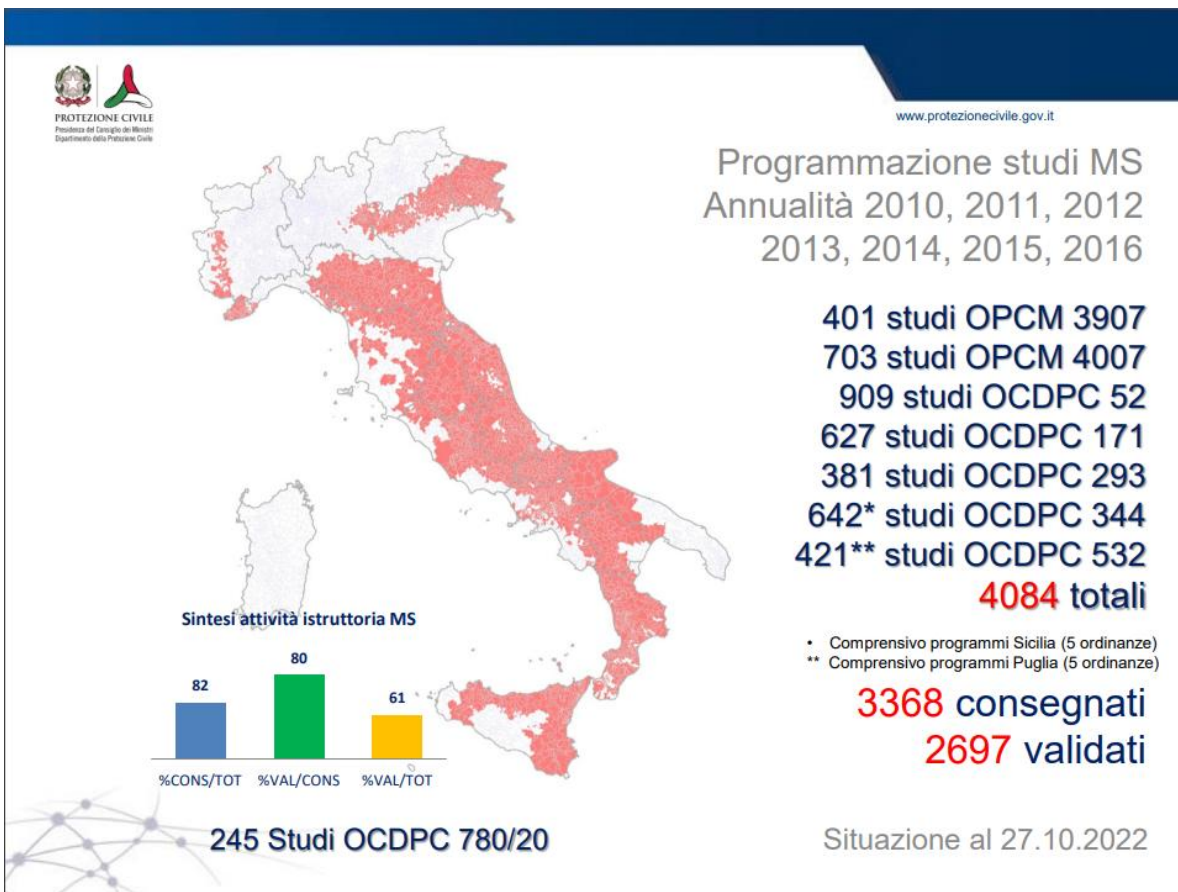 PROTEZIONE CIVILE
Presidenza del Consiglio dei Ministri
Dipartimento della Protezione Civile
www.protezionecivile.gov.it
Programmazione studi MS
Annualità 2010, 2011, 2012
2013, 2014, 2015, 2016
401 studi OPCM 3907
703 studi OPCM 4007
909 studi OCDPC 52
627 studi OCDPC 171
381 studi OCDPC 293
642* studi OCDPC 344
421** studi OCDPC 532
4084 totali
• Comprensivo programmi Sicilia (5 ordinanze)
** Comprensivo programmi Puglia (5 ordinanze)
3368 consegnati
2697 validati
Sintesi attività istruttoria MS
82
80
61
%CONS/TOT
%VAL/CONS
%VAL/TOT
245 Studi OCDPC 780/20
Situazione al 27.10.2022